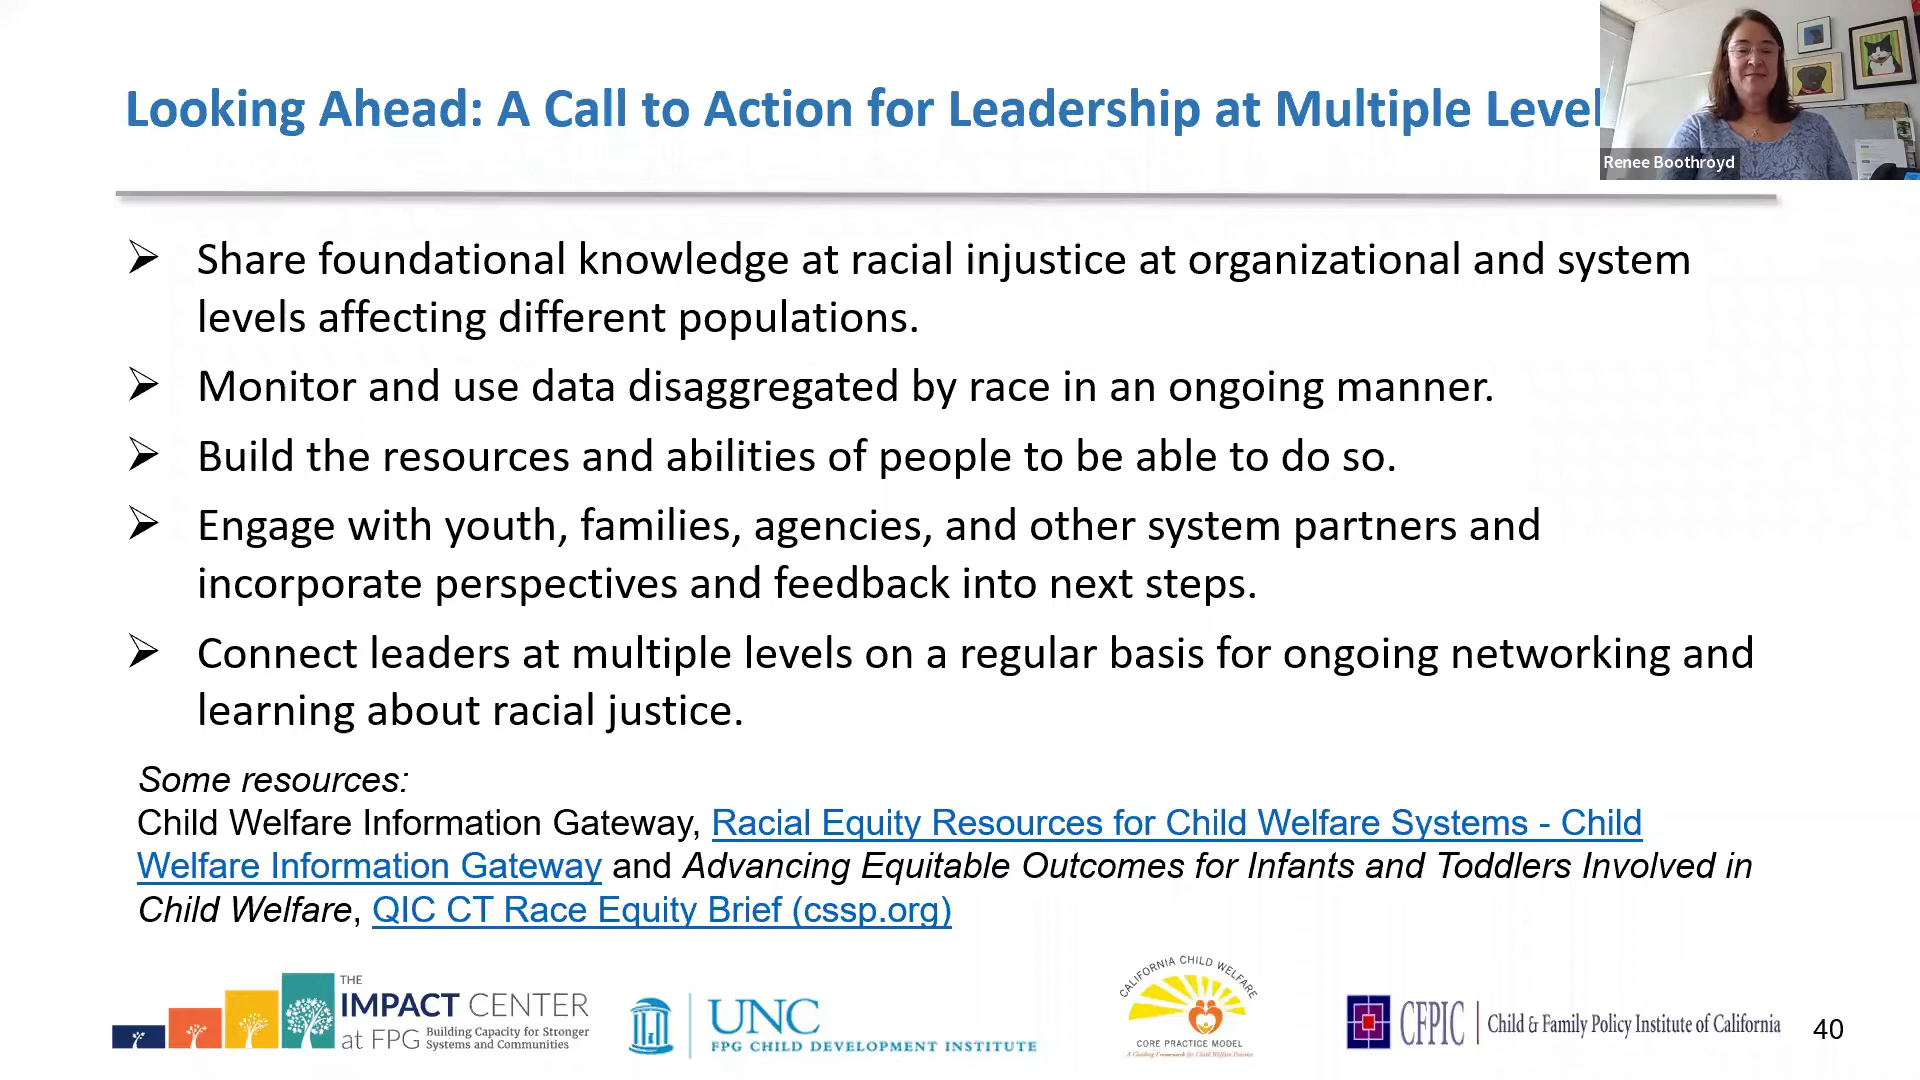 Looking Ahead: A Call to Action for Leadership at Multiple Level
Renee Boothroyd
➢ Share foundational knowledge at racial injustice at organizational and system
levels affecting different populations.
➢ Monitor and use data disaggregated by race in an ongoing manner.
➢ Build the resources and abilities of people to be able to do so.
➢ Engage with youth, families, agencies, and other system partners and
incorporate perspectives and feedback into next steps.
➢ Connect leaders at multiple levels on a regular basis for ongoing networking and
learning about racial justice.
Some resources:
Child Welfare Information Gateway, Racial Equity Resources for Child Welfare Systems - Child
Welfare Information Gateway and Advancing Equitable Outcomes for Infants and Toddlers Involved in
Child Welfare, QIC CT Race Equity Brief (cssp.org)
THE
IMPACT CENTER
at FPG Building Capacity for Stronger
Systems and Communities
UNC
FPG CHILD DEVELOPMENT INSTITUTE
CALIFORNIA CHILD WELFARE
CORE PRACTICE MODEL
A Guiding Framework for Child Welfare Practice
CFPIC Child & Family Policy Institute of California
40